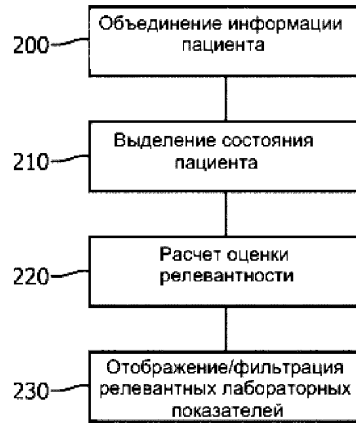 200
Объединение информации
пациента
210
Выделение состояния
пациента
220
Расчет оценки
релевантности
230
Отображение/фильтрация
релевантных лабораторных
показателей